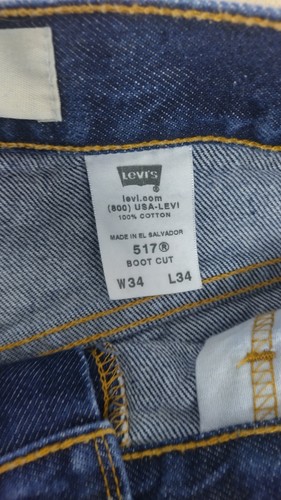 Levi's
®
levi.com
(800) USA-LEVI
100% COTTON
MADE IN EL SALVADOR
517®
BOOT CUT
W34 L34